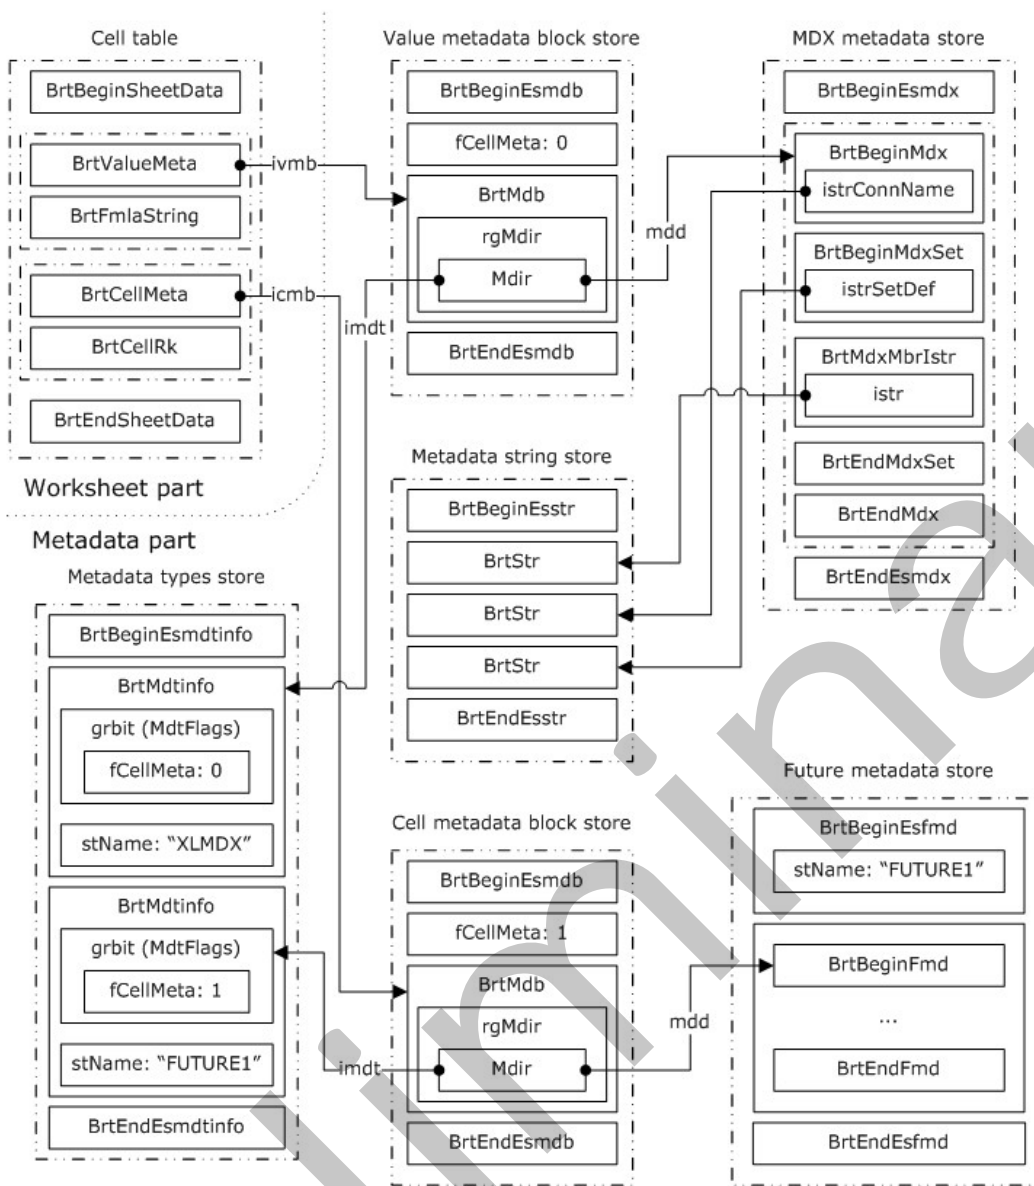 Cell table
BrtBeginSheetData
BrtValueMeta
ivmb
BrtFmlaString
BrtCellMeta
icmb
BrtCellRk
BrtEndSheetData
Worksheet part
Value metadata block store
BrtBeginEsmdb
fCellMeta: 0
BrtMdb
rgMdir
Mdir
mdd
imdt
BrtEndEsmdb
MDX metadata store
BrtBeginEsmdx
BrtBeginMdx
istrConnName
BrtBeginMdxSet
istrSetDef
BrtMdxMbrIstr
istr
BrtEndMdxSet
BrtEndMdx
BrtEndEsmdx
Metadata string store
BrtBeginEsstr
BrtStr
BrtStr
BrtStr
BrtEndEsstr
Metadata part
Metadata types store
BrtBeginEsmdtinfo
BrtMdtinfo
grbit (MdtFlags)
fCellMeta: 0
stName: “XLMDX”
BrtMdtinfo
grbit (MdtFlags)
fCellMeta: 1
stName: “FUTURE1”
BrtEndEsmdtinfo
Cell metadata block store
BrtBeginEsmdb
fCellMeta: 1
BrtMdb
rgMdir
Mdir
imdt
mdd
BrtEndEsmdb
Future metadata store
BrtBeginEsfmd
stName: “FUTURE1”
BrtBeginFmd
...
BrtEndFmd
BrtEndEsfmd